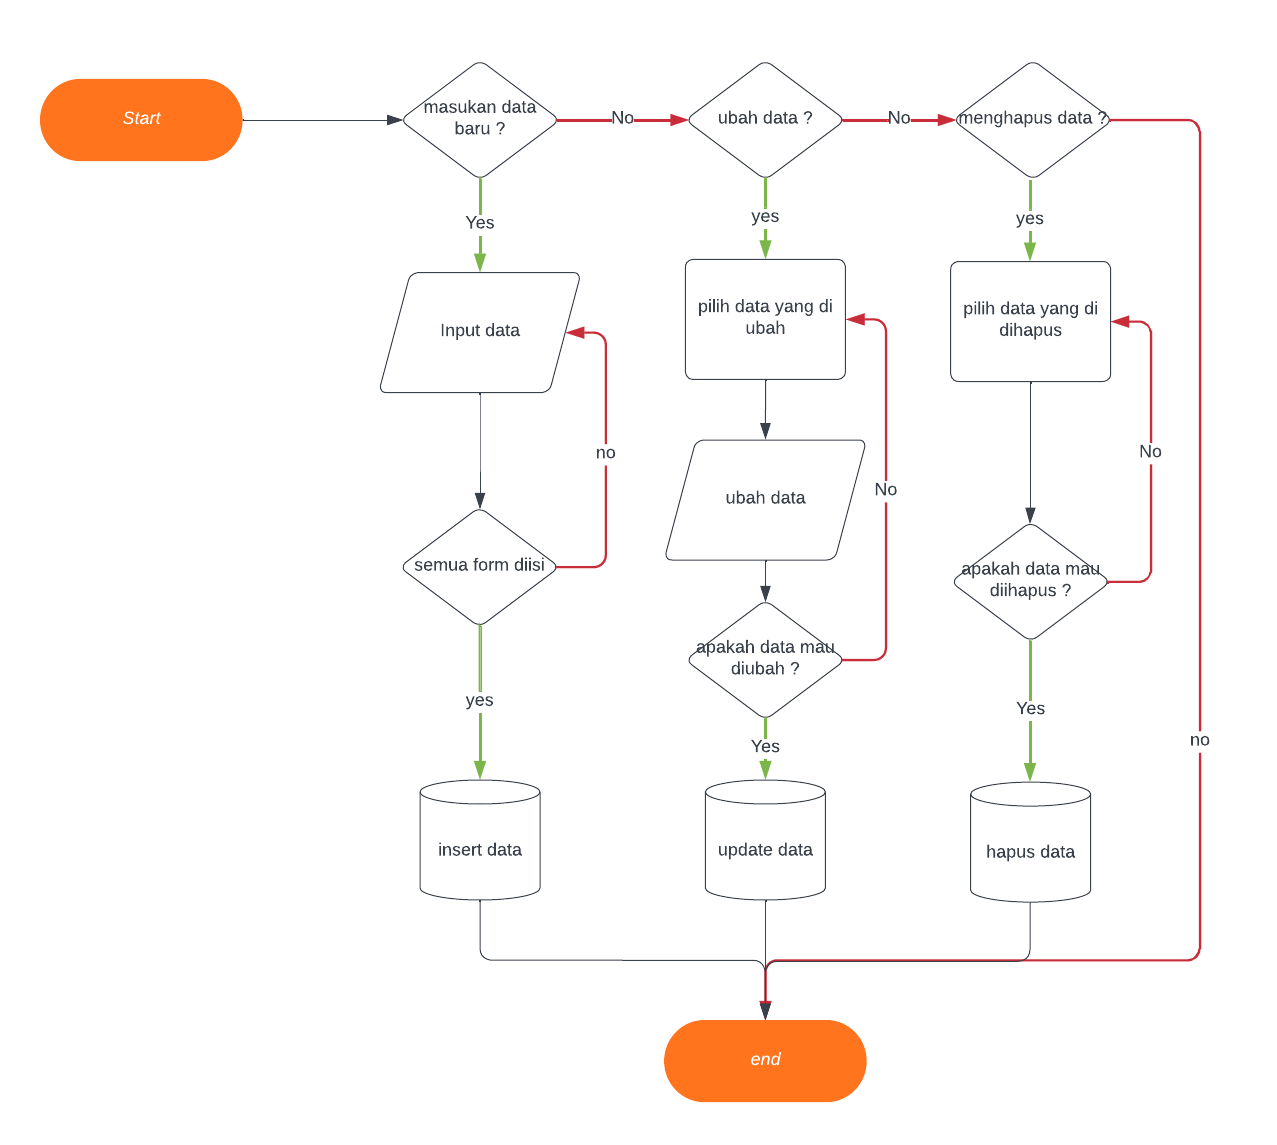 Start
masukan data
baru ?
No
ubah data ?
No
menghapus data ?
Yes
yes
yes
Input data
pilih data yang di
ubah
pilih data yang di
dihapus
no
No
No
ubah data
semua form diisi
apakah data mau
diubah ?
apakah data mau
diihapus ?
yes
Yes
Yes
no
insert data
update data
hapus data
end